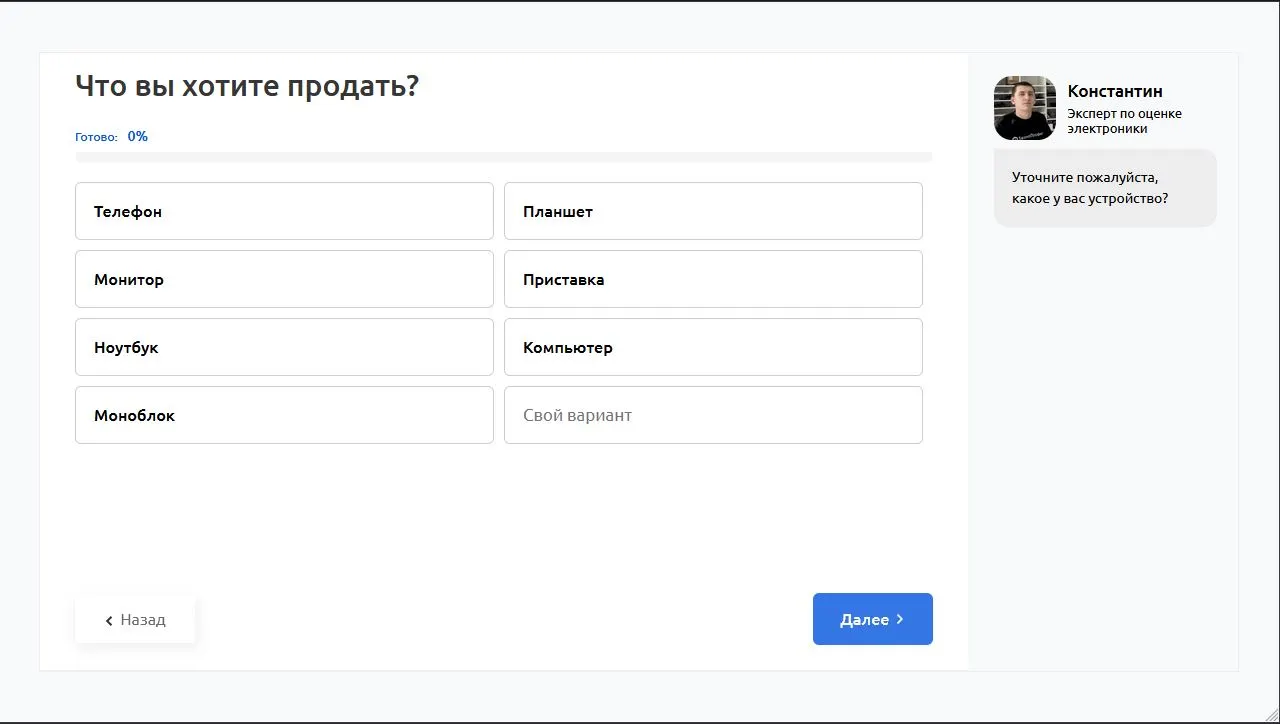 Что вы хотите продать?
Готово: 0%
Телефон
Планшет
Монитор
Приставка
Ноутбук
Компьютер
Моноблок
Свой вариант
Назад
Далее
Константин
Эксперт по оценке
электроники
Уточните пожалуйста,
какое у вас устройство?